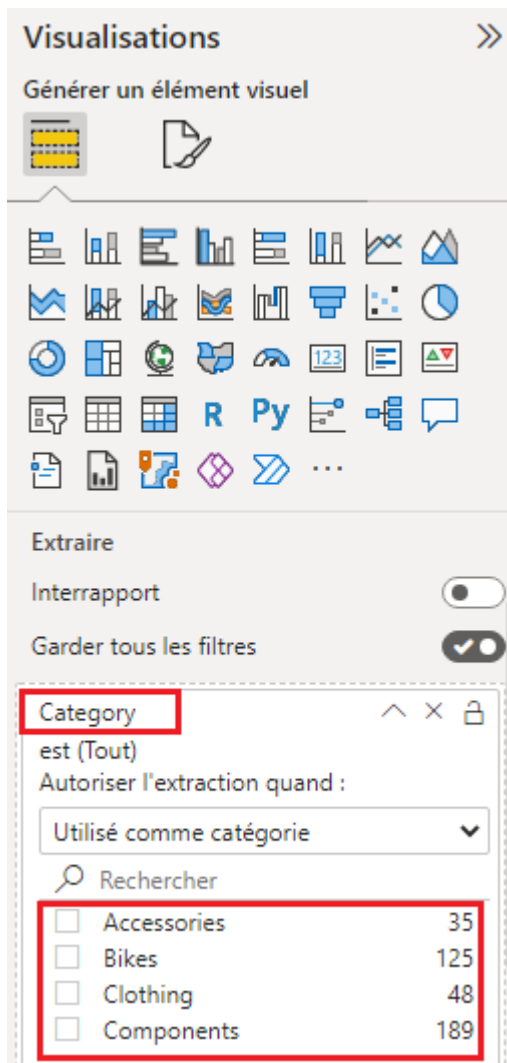 Visualisations
Générer un élément visuel
123
R Py
Extraire
Interrapport
Garder tous les filtres
Category
est (Tout)
Autoriser l'extraction quand :
Utilisé comme catégorie
Rechercher
Accessories 35
Bikes 125
Clothing 48
Components 189